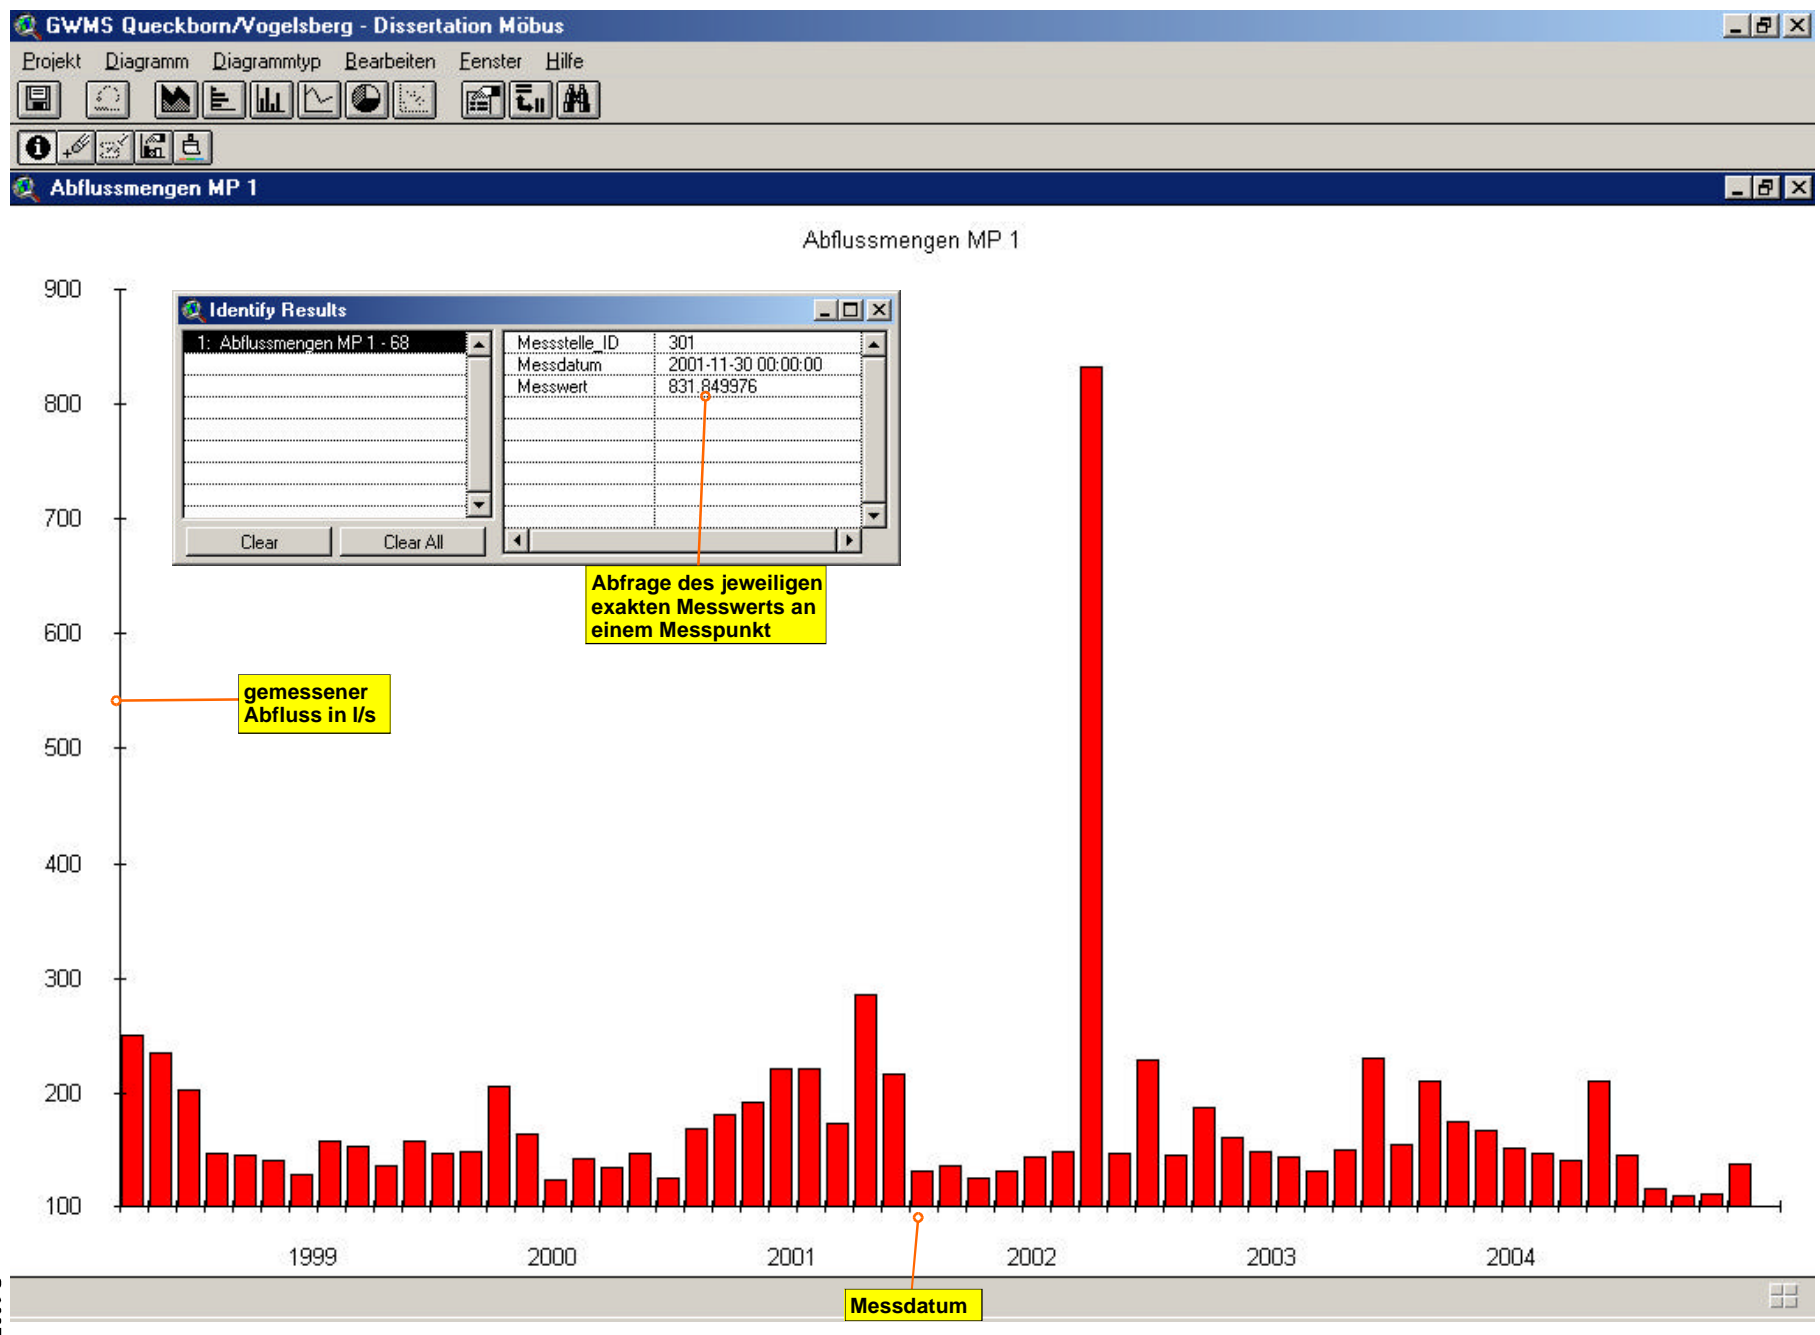 GWMS Queckborn/Vogelsberg - Dissertation Möbus
Projekt Diagramm Diagrammtyp Bearbeiten Fenster Hilfe
Abflussmengen MP 1
Abflussmengen MP 1
900
800
700
600
500
400
300
200
100
Identify Results
1: Abflussmengen MP 1 - 68
Messstelle_ID 301
Messdatum 2001-11-30 00:00:00
Messwert 831.849976
Clear Clear All
Abfrage des jeweiligen
exakten Messwerts an
einem Messpunkt
gemessener
Abfluss in l/s
1999 2000 2001 2002 2003 2004
Messdatum